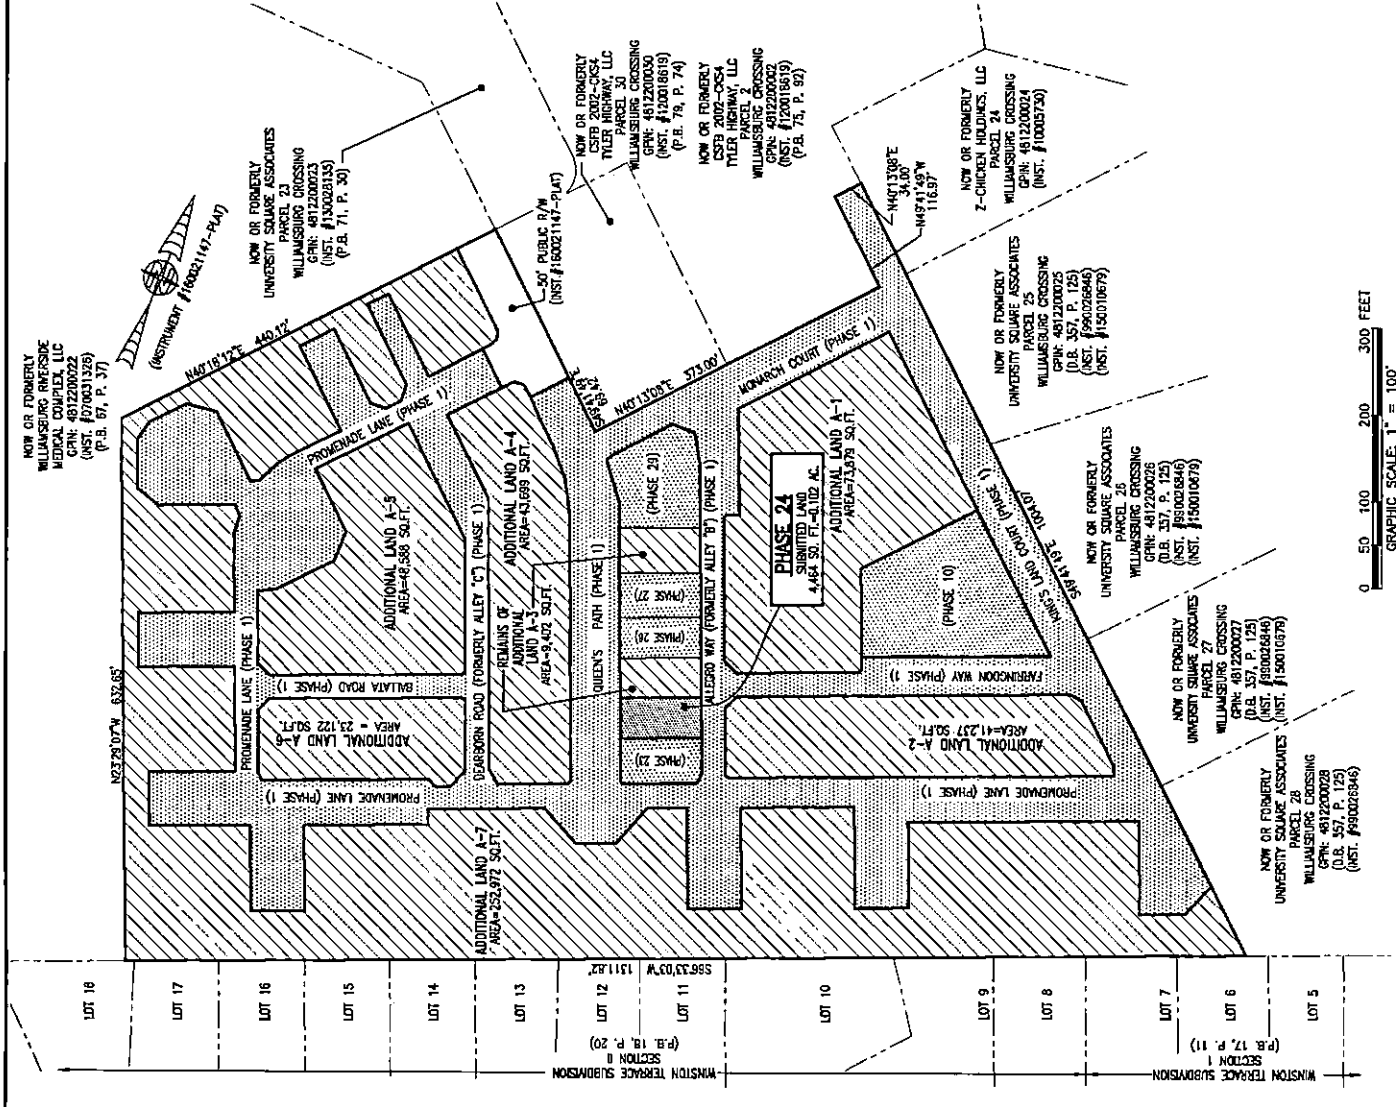 NOW OR FORMERLY
WILLIAMSBURG RIVERSIDE
MEDICAL COMPLEX, LLC
GPIN: 4812200022
(INST. #070031326)
(P.B. 67, P. 37)
(INSTRUMENT #160021147-PLAT)
NOW OR FORMERLY
UNIVERSITY SQUARE ASSOCIATES
PARCEL 23
WILLIAMSBURG CROSSING
GPIN: 4812200023
(INST. #130028135)
(P.B. 71, P. 30)
N40°16'12"E 440.12'
50' PUBLIC R/W
(INST.#160021147-PLAT)
NOW OR FORMERLY
CSFB 2002-CKS4
TYLER HIGHWAY, LLC
PARCEL 30
WILLIAMSBURG CROSSING
GPIN: 4812200030
(INST. #120018619)
(P.B. 79, P. 74)
NOW OR FORMERLY
CSFB 2002-CKS4
TYLER HIGHWAY, LLC
PARCEL 2
WILLIAMSBURG CROSSING
GPIN: 4812200002
(INST. #120018619)
(P.B. 75, P. 92)
N40°13'08"E
34.00'
N49°41'49"W
116.97'
NOW OR FORMERLY
Z-CHICKEN HOLDINGS, LLC
PARCEL 24
WILLIAMSBURG CROSSING
GPIN: 4812200024
(INST. #10005730)
NOW OR FORMERLY
UNIVERSITY SQUARE ASSOCIATES
PARCEL 25
WILLIAMSBURG CROSSING
GPIN: 4812200025
(D.B. 357, P. 125)
(INST. #990026846)
(INST. #150010679)
NOW OR FORMERLY
UNIVERSITY SQUARE ASSOCIATES
PARCEL 26
WILLIAMSBURG CROSSING
GPIN: 4812200026
(D.B. 357, P. 125)
(INST. #990026846)
(INST. #150010679)
NOW OR FORMERLY
UNIVERSITY SQUARE ASSOCIATES
PARCEL 27
WILLIAMSBURG CROSSING
GPIN: 4812200027
(D.B. 357, P. 125)
(INST. #990026846)
(INST. #150010679)
NOW OR FORMERLY
UNIVERSITY SQUARE ASSOCIATES
PARCEL 28
WILLIAMSBURG CROSSING
GPIN: 4812200028
(D.B. 357, P. 125)
(INST. #990026846)
N23°29'07"W 632.65'
PROMENADE LANE (PHASE 1)
PROMENADE LANE (PHASE 1)
ADDITIONAL LAND A-5
AREA=48,588 SQ.FT.
BALLATA ROAD (PHASE 1)
ADDITIONAL LAND A-6
AREA = 23,122 SQ.FT.
PROMENADE LANE (PHASE 1)
DEARBORN ROAD (FORMERLY ALLEY "C") (PHASE 1)
ADDITIONAL LAND A-4
AREA=43,699 SQ.FT.
REMAINS OF
ADDITIONAL
LAND A-3
AREA=9,402 SQ.FT.
QUEEN'S PATH (PHASE 1)
N40°13'08"E 373.00'
(PHASE 29)
(PHASE 27)
(PHASE 26)
(PHASE 23)
ALLEGRO WAY (FORMERLY ALLEY "B") (PHASE 1)
MONARCH COURT (PHASE 1)
PHASE 24
SUBMITTED LAND
4,464 SQ. FT.=0.102 AC.
ADDITIONAL LAND A-1
AREA=73,879 SQ.FT.
(PHASE 10)
KING'S LAND COURT (PHASE 1)
S49°41'49"E 1004.07'
FARRINGDON WAY (PHASE 1)
ADDITIONAL LAND A-2
AREA=41,237 SQ.FT.
PROMENADE LANE (PHASE 1)
ADDITIONAL LAND A-7
AREA=252,972 SQ.FT.
S66°33'03"W 1311.82'
LOT 18
LOT 17
LOT 16
LOT 15
LOT 14
LOT 13
LOT 12
LOT 11
LOT 10
LOT 9
LOT 8
LOT 7
LOT 6
LOT 5
WINSTON TERRACE SUBDIVISION
SECTION II
(P.B. 18, P. 20)
WINSTON TERRACE SUBDIVISION
SECTION I
(P.B. 17, P. 11)
0 50 100 200 300 FEET
GRAPHIC SCALE: 1" = 100'